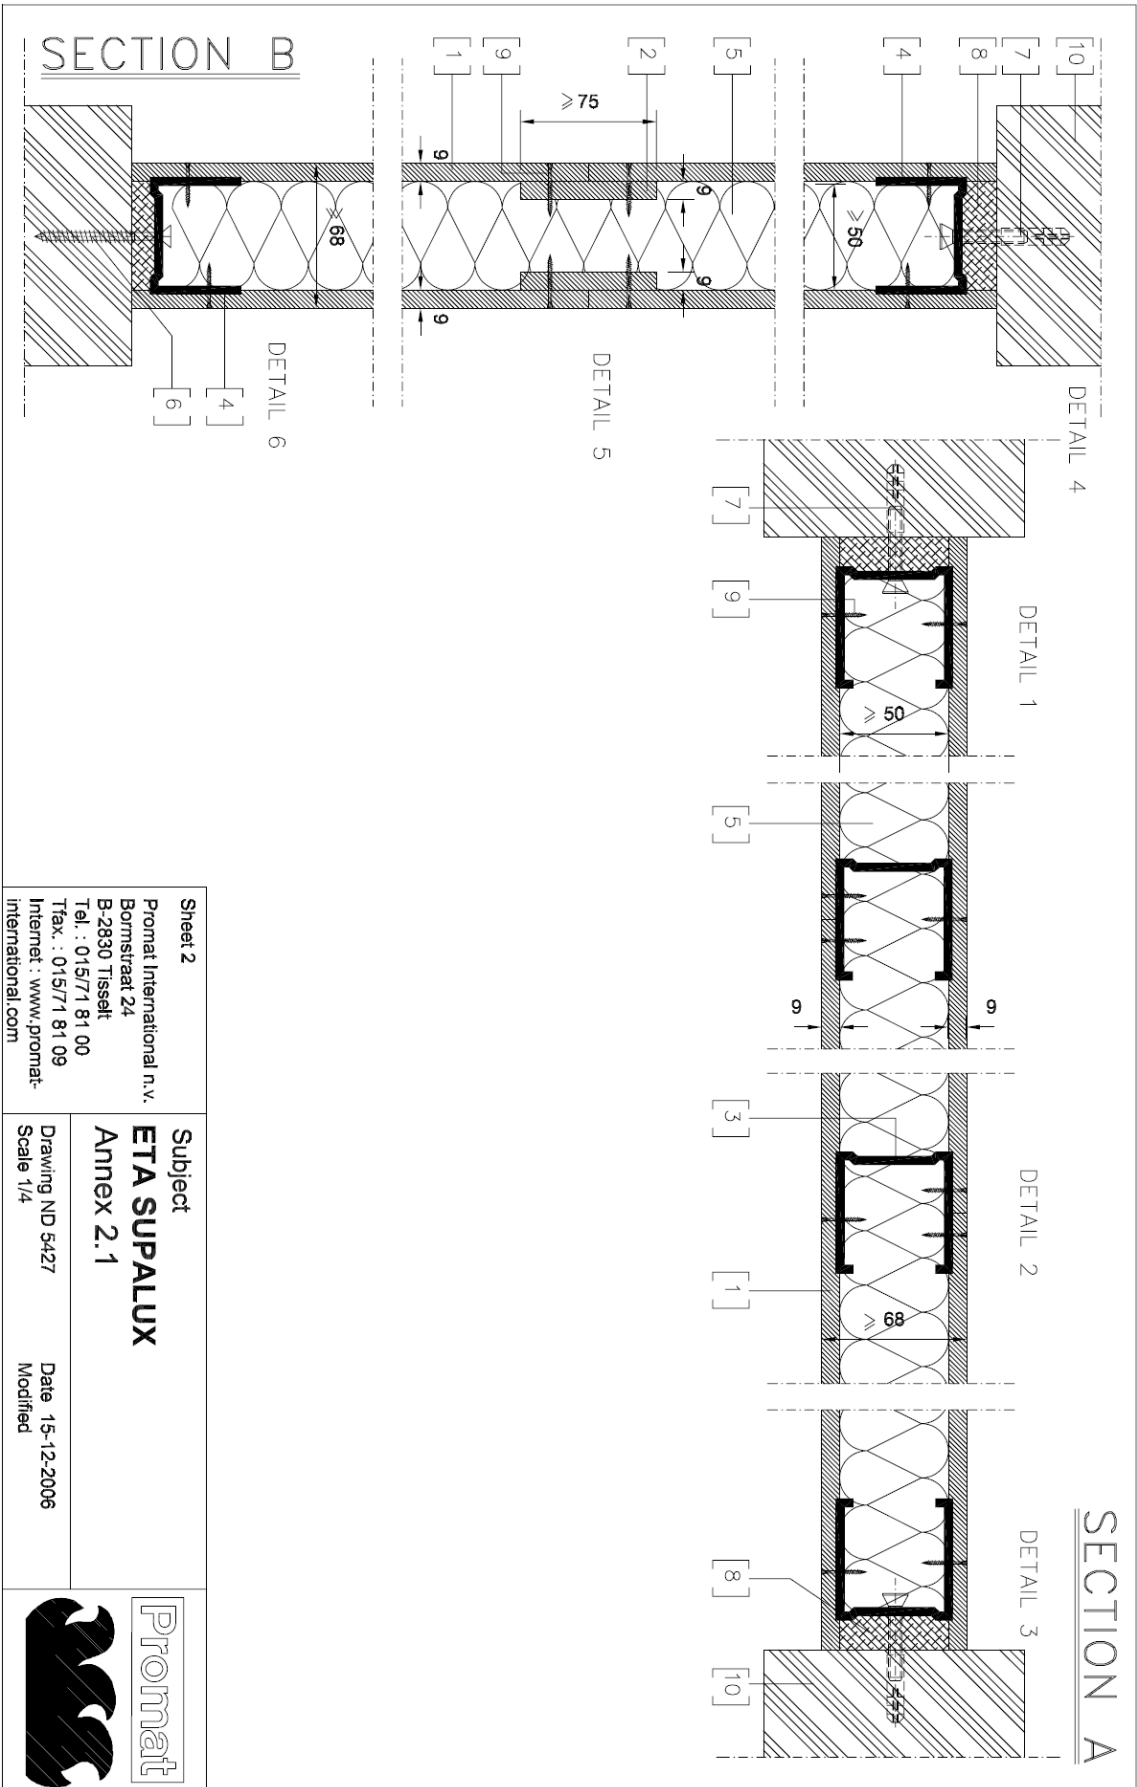 SECTION B
1
9
2
5
4
8
7
10
≥ 75
9
9
≥ 68
≥ 50
9
9
4
6
DETAIL 6
DETAIL 5
DETAIL 4
SECTION A
DETAIL 1
DETAIL 2
DETAIL 3
≥ 50
9
9
≥ 68
7
9
5
3
1
8
10
Sheet 2
Promat International n.v.
Bormstraat 24
B-2830 Tisselt
Tel. : 015/71 81 00
Tfax. : 015/71 81 09
Internet : www.promat-
international.com
Subject
ETA SUPALUX
Annex 2.1
Drawing ND 5427
Date 15-12-2006
Scale 1/4
Modified
Promat